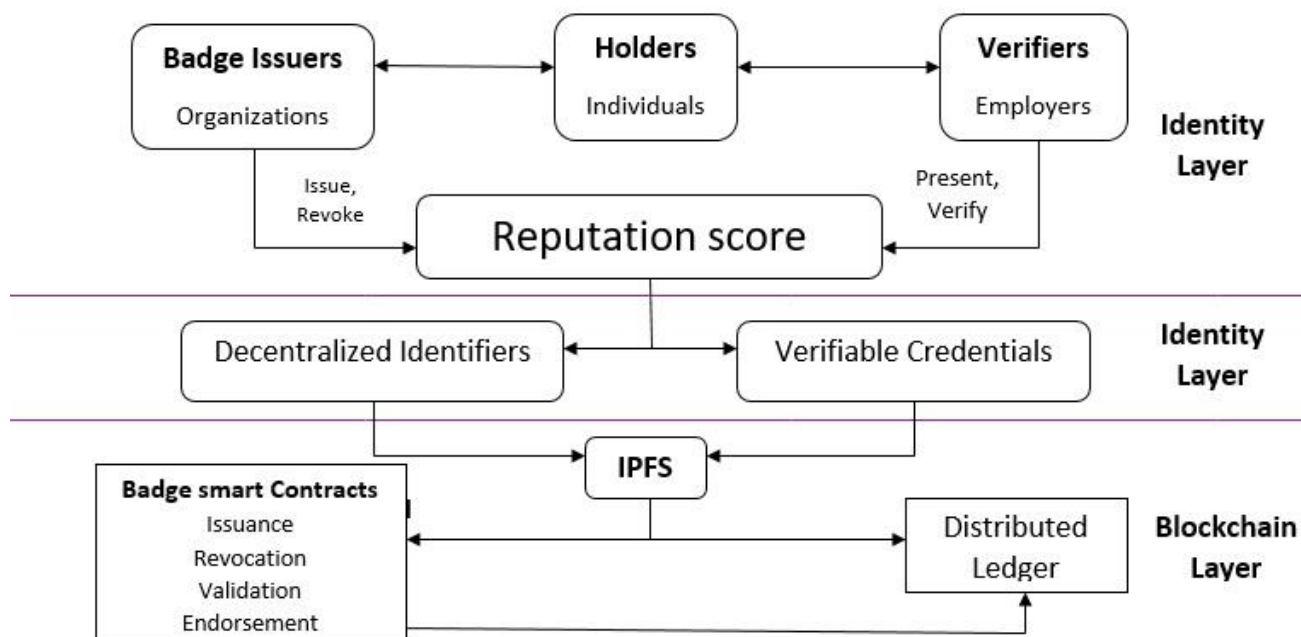 Badge Issuers
Organizations
Holders
Individuals
Verifiers
Employers
Identity
Layer
Issue,
Revoke
Present,
Verify
Reputation score
Decentralized Identifiers
Verifiable Credentials
Identity
Layer
IPFS
Badge smart Contracts
Issuance
Revocation
Validation
Endorsement
Distributed
Ledger
Blockchain
Layer